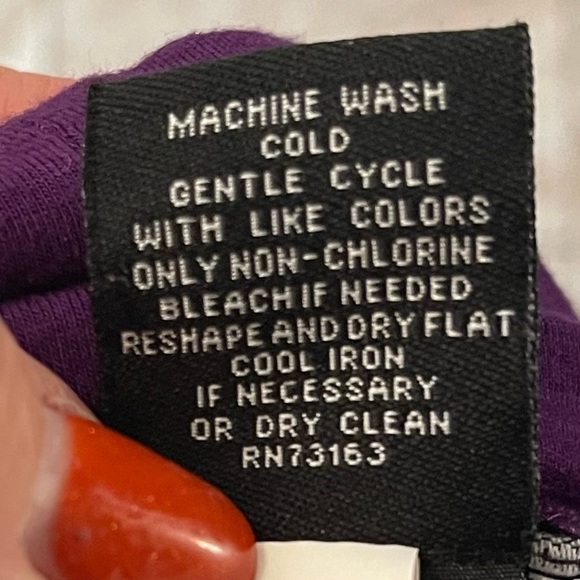 MACHINE WASH
COLD
GENTLE CYCLE
WITH LIKE COLORS
ONLY NON-CHLORINE
BLEACH IF NEEDED
RESHAPE AND DRY FLAT
COOL IRON
IF NECESSARY
OR DRY CLEAN
RN73163